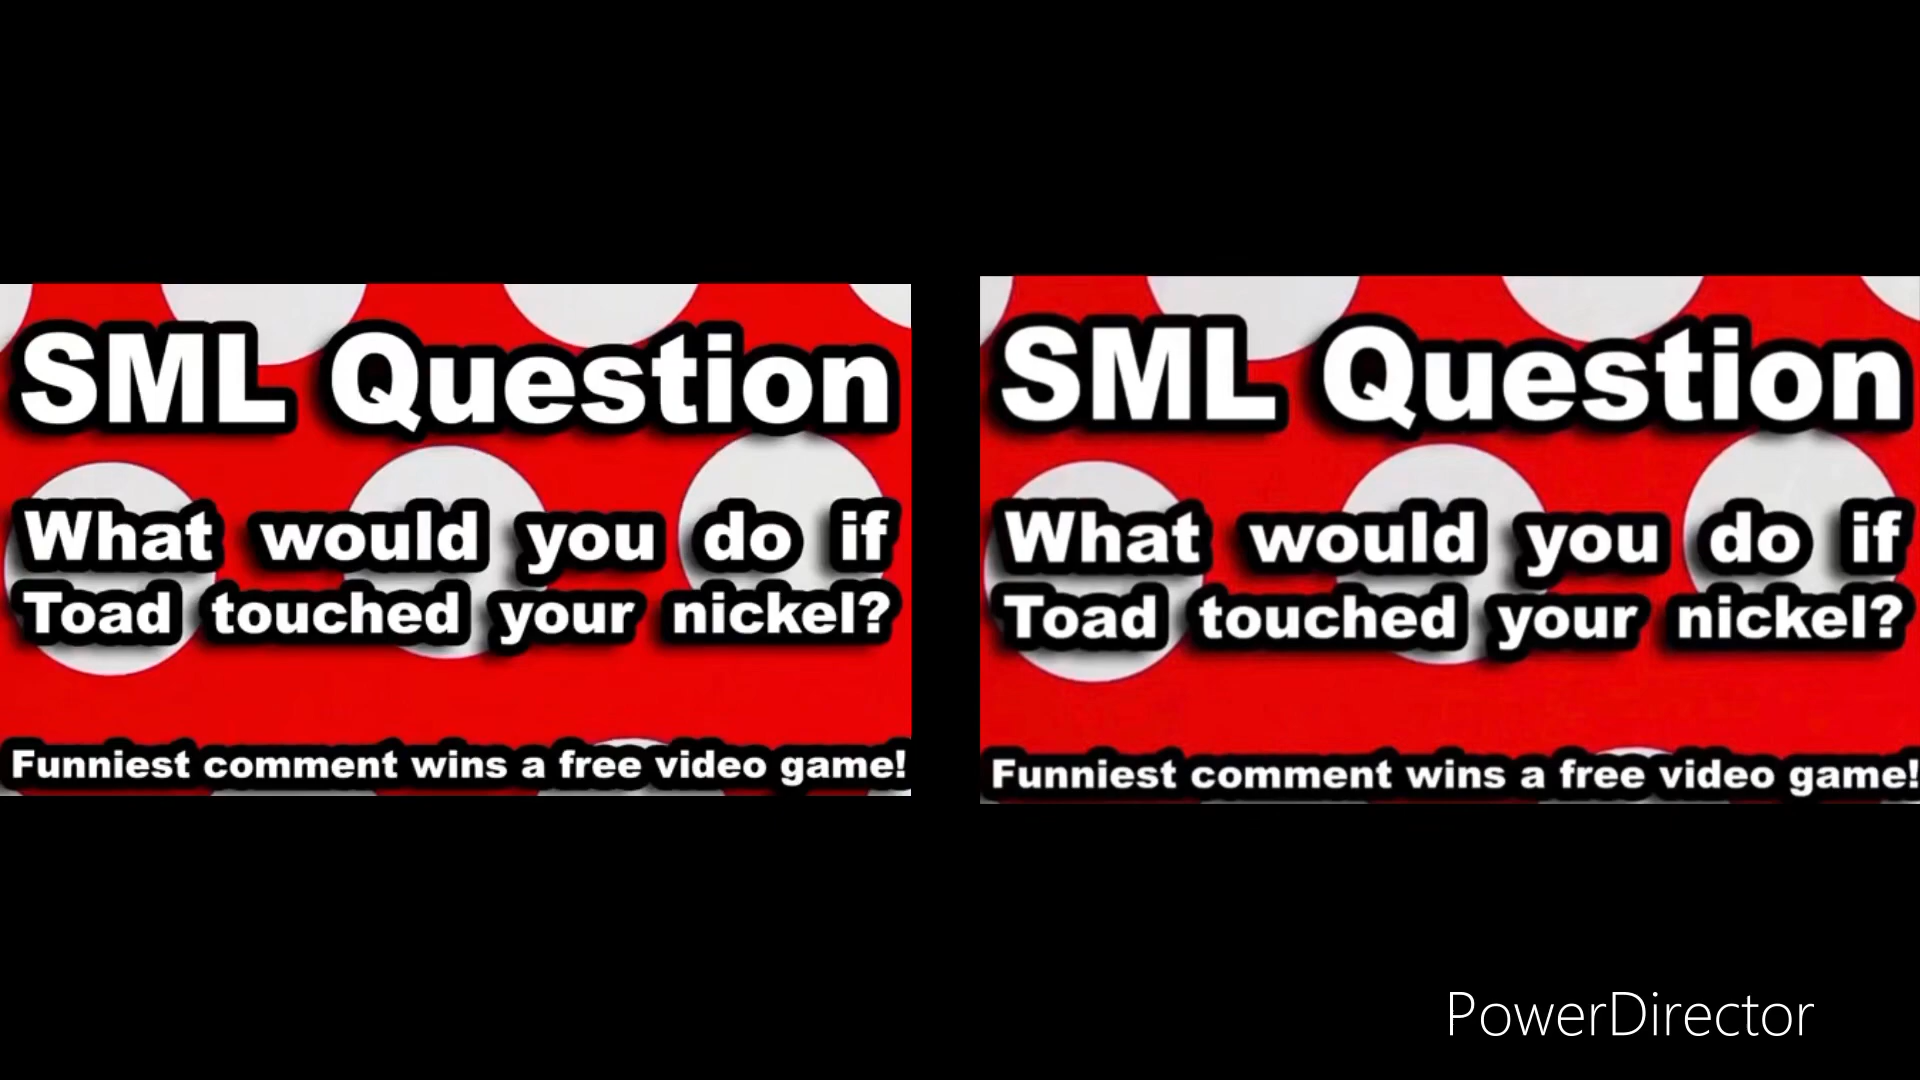 SML Question
What would you do if
Toad touched your nickel?
Funniest comment wins a free video game!
SML Question
What would you do if
Toad touched your nickel?
Funniest comment wins a free video game!
PowerDirector